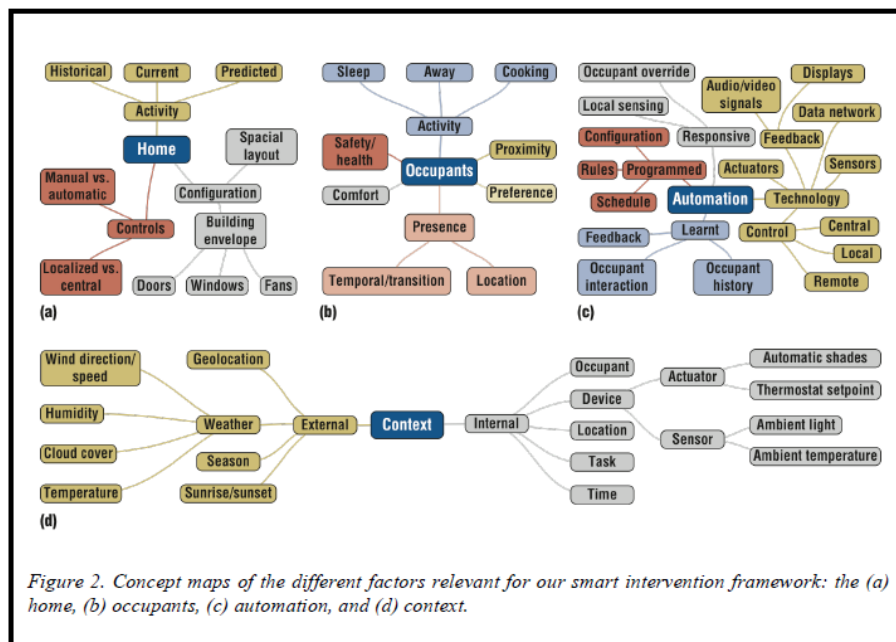 Historical
Current
Predicted
Activity
Home
Spacial
layout
Manual vs.
automatic
Configuration
Controls
Building
envelope
Localized vs.
central
Doors
Windows
Fans
(a)
Sleep
Away
Cooking
Activity
Safety/
health
Proximity
Occupants
Comfort
Preference
Presence
Temporal/transition
Location
(b)
Occupant override
Audio/video
signals
Displays
Local sensing
Data network
Configuration
Responsive
Feedback
Rules
Programmed
Actuators
Sensors
Schedule
Automation
Technology
Feedback
Learnt
Control
Central
Local
Occupant
interaction
Occupant
history
Remote
(c)
Wind direction/
speed
Geolocation
Humidity
Weather
External
Context
Internal
Cloud cover
Season
Temperature
Sunrise/sunset
Occupant
Device
Location
Task
Time
Actuator
Automatic shades
Thermostat setpoint
Sensor
Ambient light
Ambient temperature
(d)
Figure 2. Concept maps of the different factors relevant for our smart intervention framework: the (a)
home, (b) occupants, (c) automation, and (d) context.